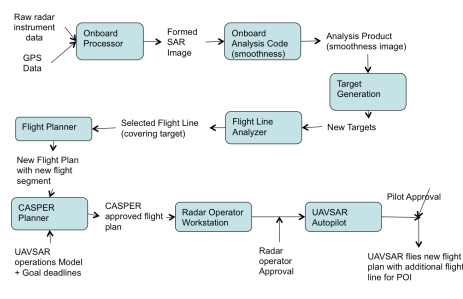 Raw radar
instrument
data
GPS
Data
Onboard
Processor
Formed
SAR
Image
Onboard
Analysis Code
(smoothness)
Analysis Product
(smoothness image)
Target
Generation
New Targets
Flight Line
Analyzer
Selected Flight Line
(covering target)
Flight Planner
New Flight Plan
with new flight
segment
CASPER
Planner
UAVSAR
operations Model
+ Goal deadlines
CASPER
approved flight
plan
Radar Operator
Workstation
Radar
operator
Approval
UAVSAR
Autopilot
Pilot Approval
UAVSAR flies new flight
plan with additional flight
line for POI